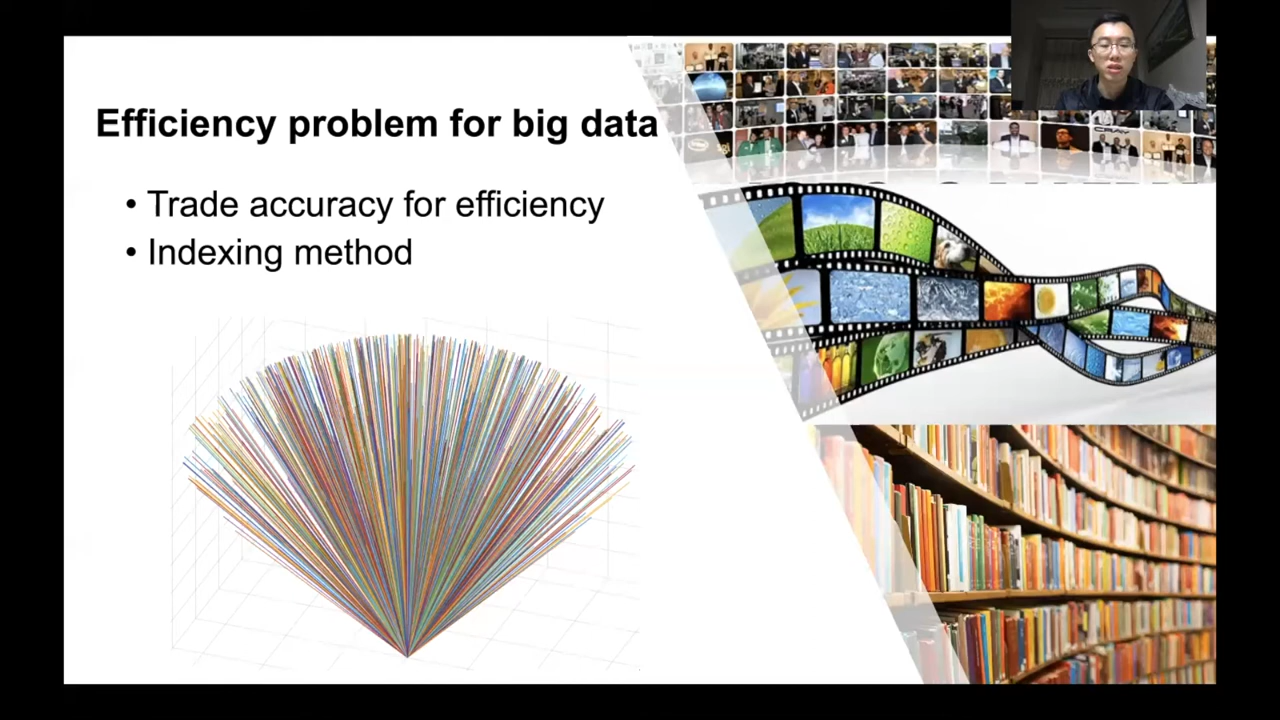 Efficiency problem for big data
• Trade accuracy for efficiency
• Indexing method